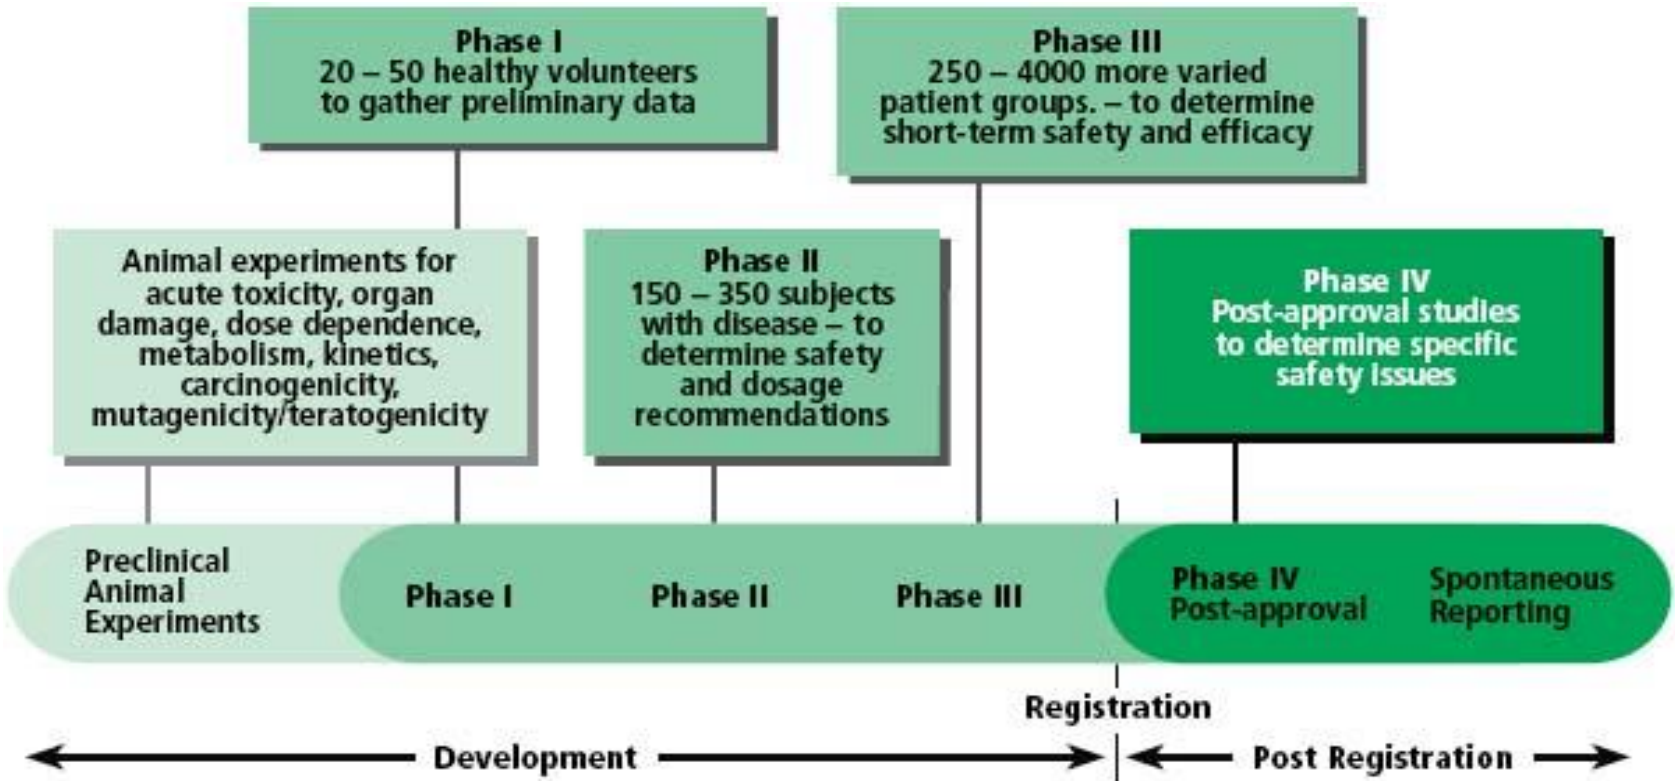 Phase I
20 – 50 healthy volunteers
to gather preliminary data
Phase III
250 – 4000 more varied
patient groups. – to determine
short-term safety and efficacy
Animal experiments for
acute toxicity, organ
damage, dose dependence,
metabolism, kinetics,
carcinogenicity,
mutagenicity/teratogenicity
Phase II
150 – 350 subjects
with disease – to
determine safety
and dosage
recommendations
Phase IV
Post-approval studies
to determine specific
safety issues
Preclinical
Animal
Experiments
Phase I
Phase II
Phase III
Phase IV
Post-approval
Spontaneous
Reporting
Registration
Development
Post Registration